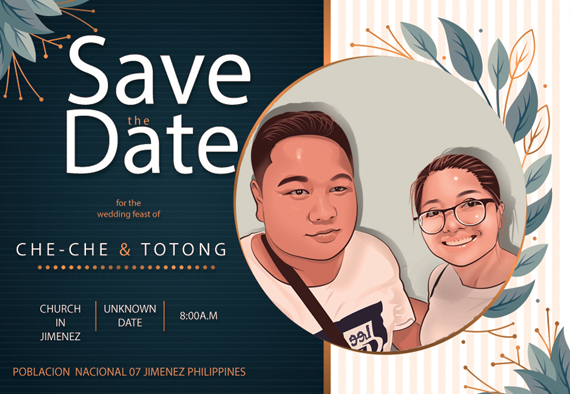 Save
the
Date
for the
wedding feast of
CHE-CHE & TOTONG
CHURCH
IN
JIMENEZ
UNKNOWN
DATE
8:00A.M
POBLACION NACIONAL 07 JIMENEZ PHILIPPINES